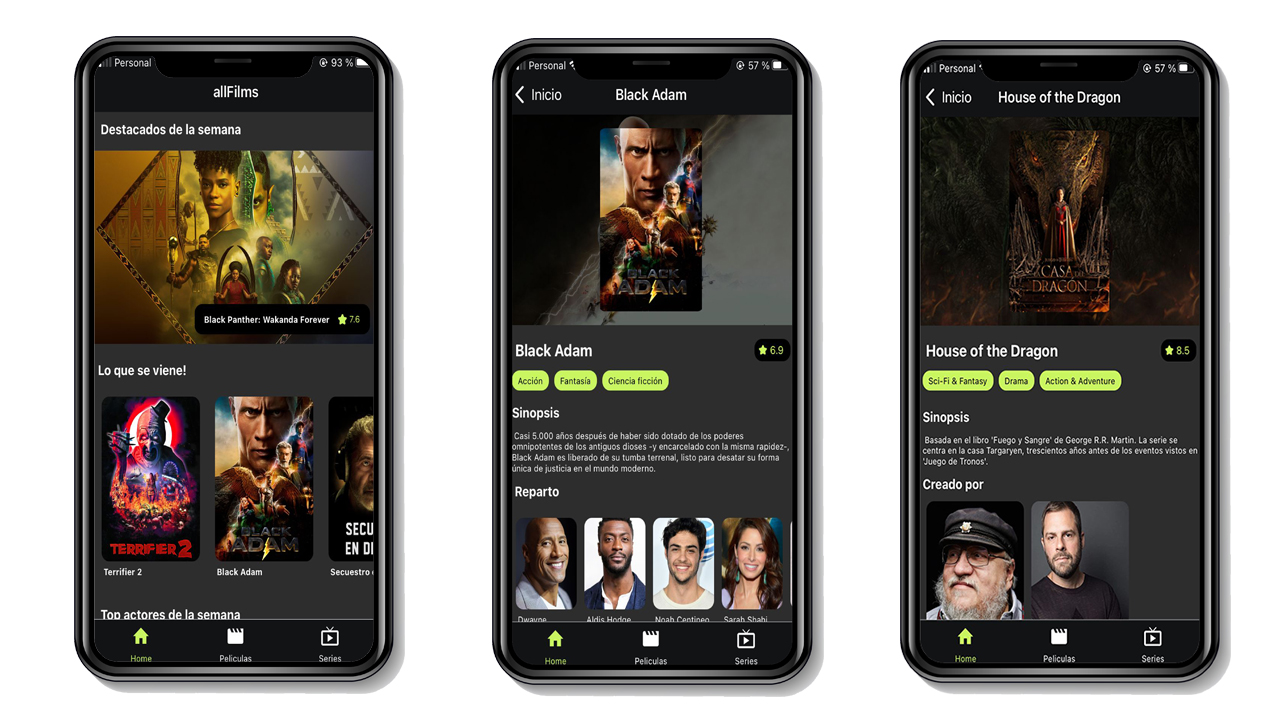 Personal
93 %
allFilms
Destacados de la semana
Black Panther: Wakanda Forever 7.6
Lo que se viene!
TERRIFIER 2
BLACK
ADAM
SECU
EN DE
Terrifier 2
Black Adam
Secuestro
Top actores de la semana
Home
Peliculas
Series
Personal
57 %
Inicio
Black Adam
BLACK
ADAM
Black Adam
6.9
Acción
Fantasía
Ciencia ficción
Sinopsis
Casi 5.000 años después de haber sido dotado de los poderes
omnipotentes de los antiguos dioses -y encarcelado con la misma rapidez-,
Black Adam es liberado de su tumba terrenal, listo para desatar su forma
única de justicia en el mundo moderno.
Reparto
Dwayne
Aldis Hodge
Noah Centineo
Sarah Shahi
Home
Peliculas
Series
Personal
57 %
Inicio
House of the Dragon
CASA DEL
DRAGÓN
House of the Dragon
8.5
Sci-Fi & Fantasy
Drama
Action & Adventure
Sinopsis
Basada en el libro 'Fuego y Sangre' de George R.R. Martin. La serie se
centra en la casa Targaryen, trescientos años antes de los eventos vistos en
'Juego de Tronos'.
Creado por
Home
Peliculas
Series